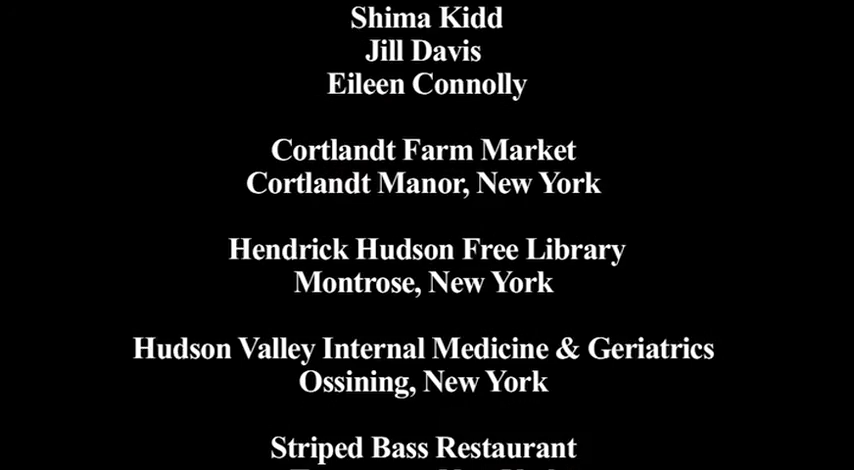 Shima Kidd
Jill Davis
Eileen Connolly
Cortlandt Farm Market
Cortlandt Manor, New York
Hendrick Hudson Free Library
Montrose, New York
Hudson Valley Internal Medicine & Geriatrics
Ossining, New York
Striped Bass Restaurant